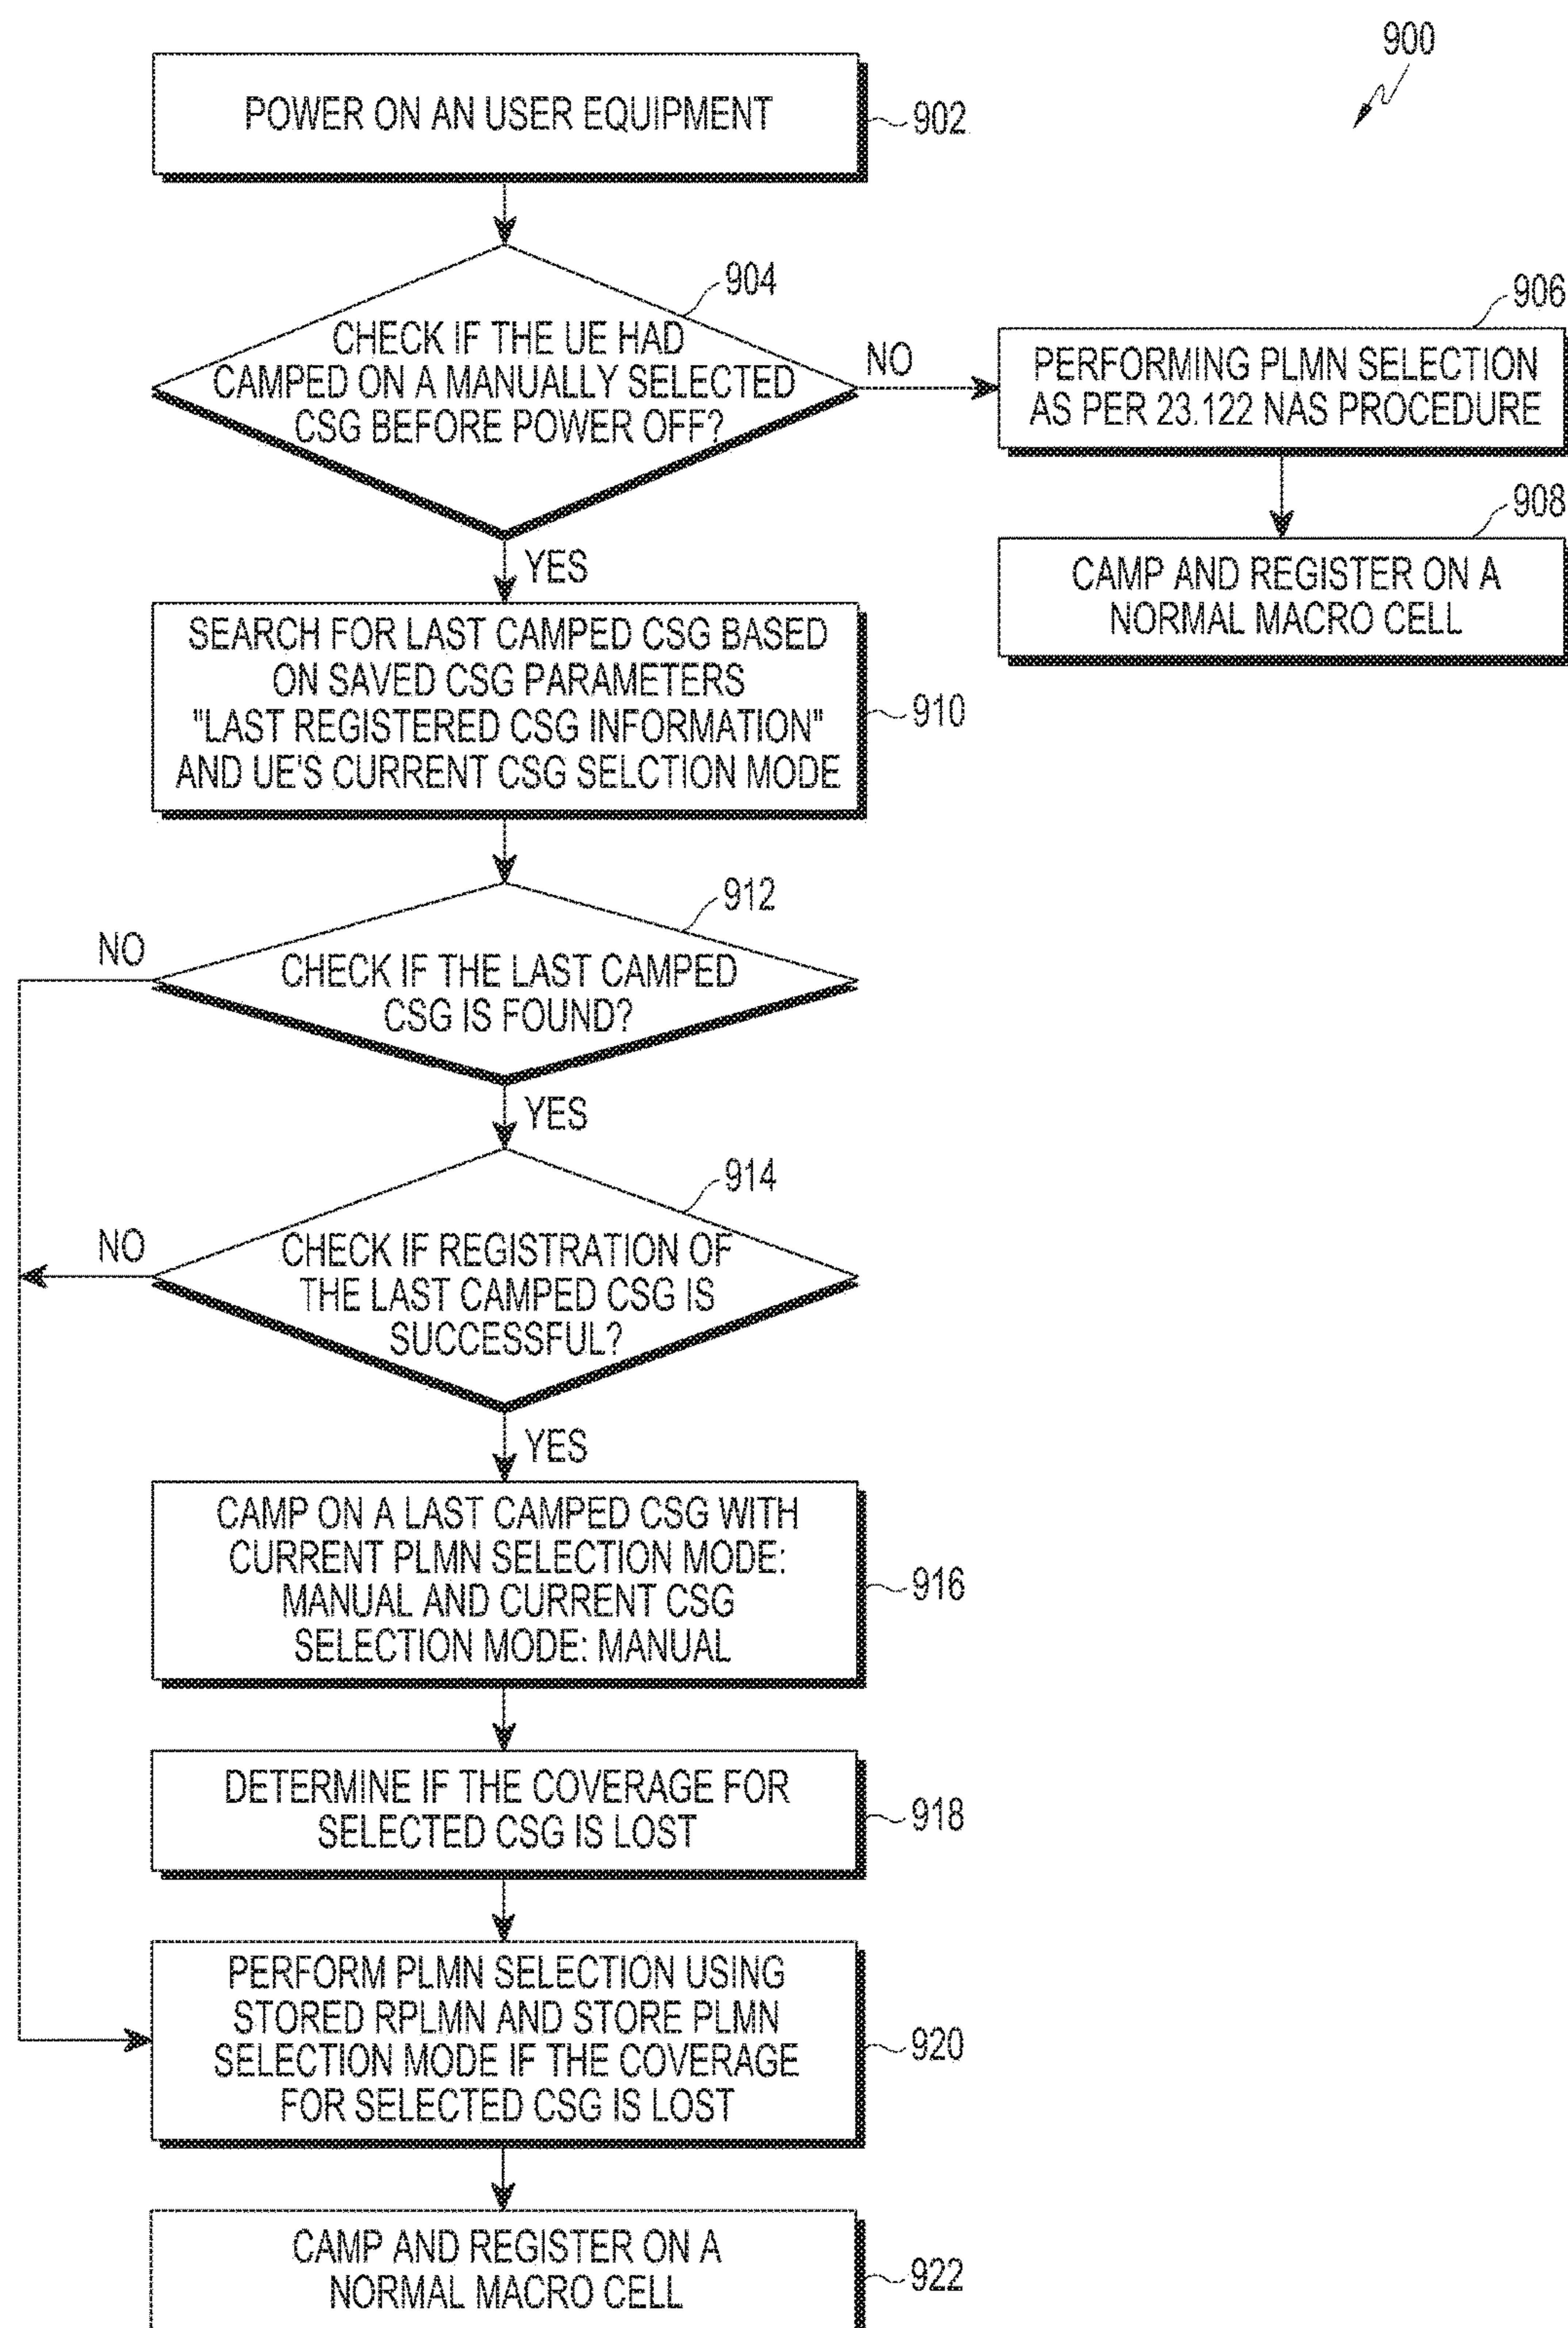 900
POWER ON AN USER EQUIPMENT
902
904
CHECK IF THE UE HAD
CAMPED ON A MANUALLY SELECTED
CSG BEFORE POWER OFF?
NO
906
PERFORMING PLMN SELECTION
AS PER 23.122 NAS PROCEDURE
908
CAMP AND REGISTER ON A
NORMAL MACRO CELL
YES
SEARCH FOR LAST CAMPED CSG BASED
ON SAVED CSG PARAMETERS
"LAST REGISTERED CSG INFORMATION"
AND UE'S CURRENT CSG SELCTION MODE
910
912
NO
CHECK IF THE LAST CAMPED
CSG IS FOUND?
YES
914
NO
CHECK IF REGISTRATION OF
THE LAST CAMPED CSG IS
SUCCESSFUL?
YES
CAMP ON A LAST CAMPED CSG WITH
CURRENT PLMN SELECTION MODE:
MANUAL AND CURRENT CSG
SELECTION MODE: MANUAL
916
DETERMINE IF THE COVERAGE FOR
SELECTED CSG IS LOST
918
PERFORM PLMN SELECTION USING
STORED RPLMN AND STORE PLMN
SELECTION MODE IF THE COVERAGE
FOR SELECTED CSG IS LOST
920
CAMP AND REGISTER ON A
NORMAL MACRO CELL
922